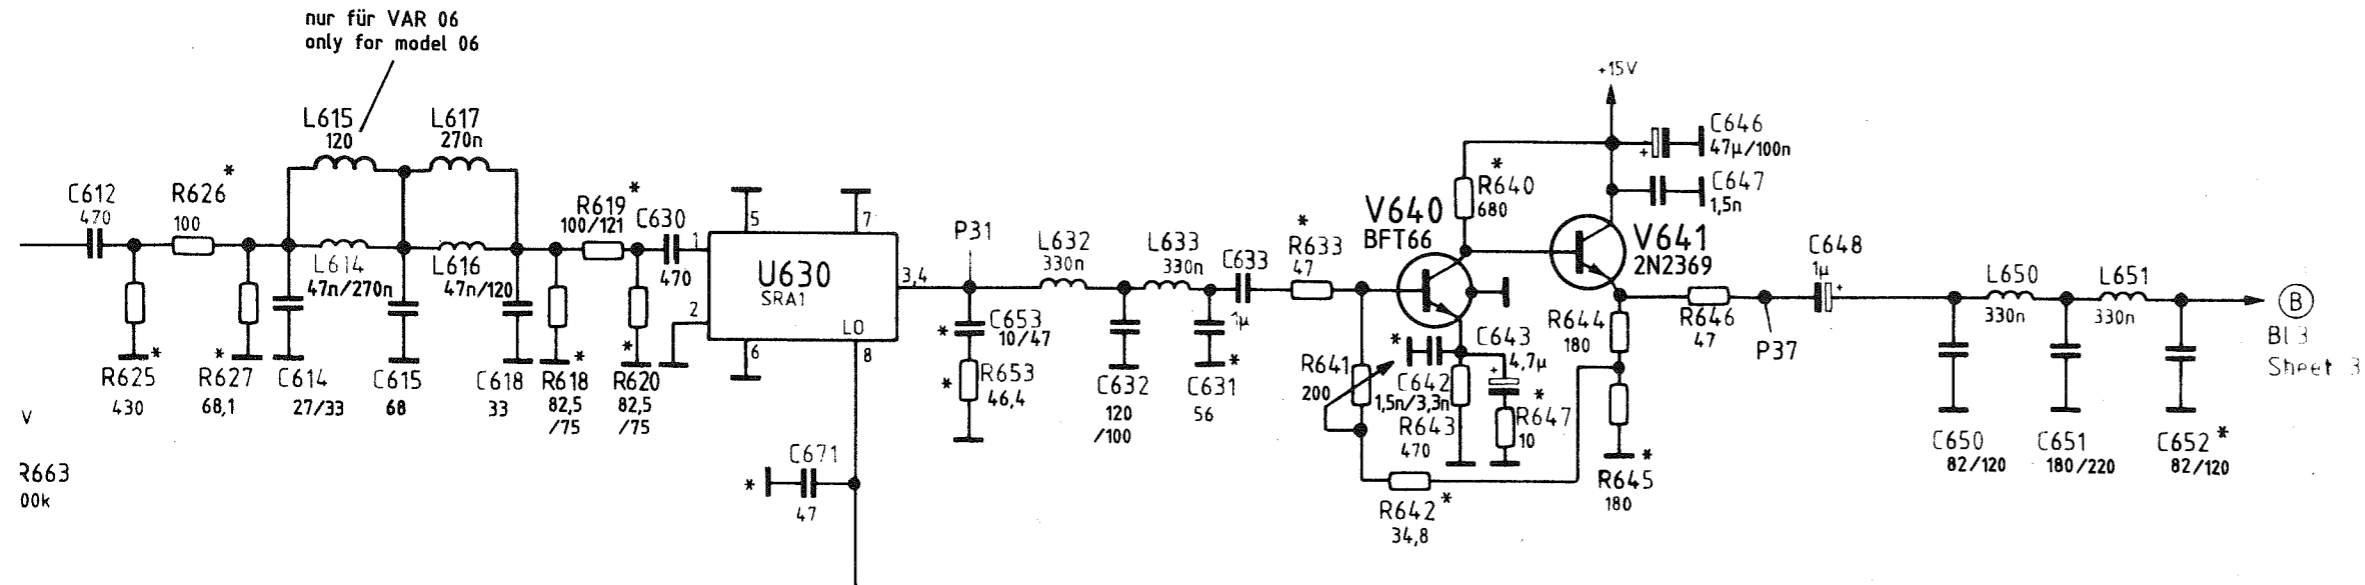 nur für VAR 06
only for model 06
L615
120
L617
270n
C612
470
R626 *
100
L614
47n/270n
L616
47n/120
R619 *
100/121
C630
470
R625 *
430
R627 *
68,1
C614
27/33
C615
68
C618
33
R618 *
82,5
/75
R620 *
82,5
/75
V
R663
00k
1
2
5
7
3,4
6
8
U630
SRA1
LO
C671
*
47
P31
* C653
10/47
* R653
46,4
L632
330n
L633
330n
C632
120
/100
C631 *
56
C633
1µ
*
R633
47
V640
BFT66
*
R640
680
R641
200
*
C642
1,5n/3,3n
R643
470
C643
4,7µ
+
*
R647
10
R642 *
34,8
+15V
+
C646
47µ/100n
C647
1,5n
V641
2N2369
R644
180
R645 *
180
R646
47
P37
C648
1µ
+
L650
330n
L651
330n
C650
82/120
C651
180/220
C652 *
82/120
B
Bl 3
Sheet 3